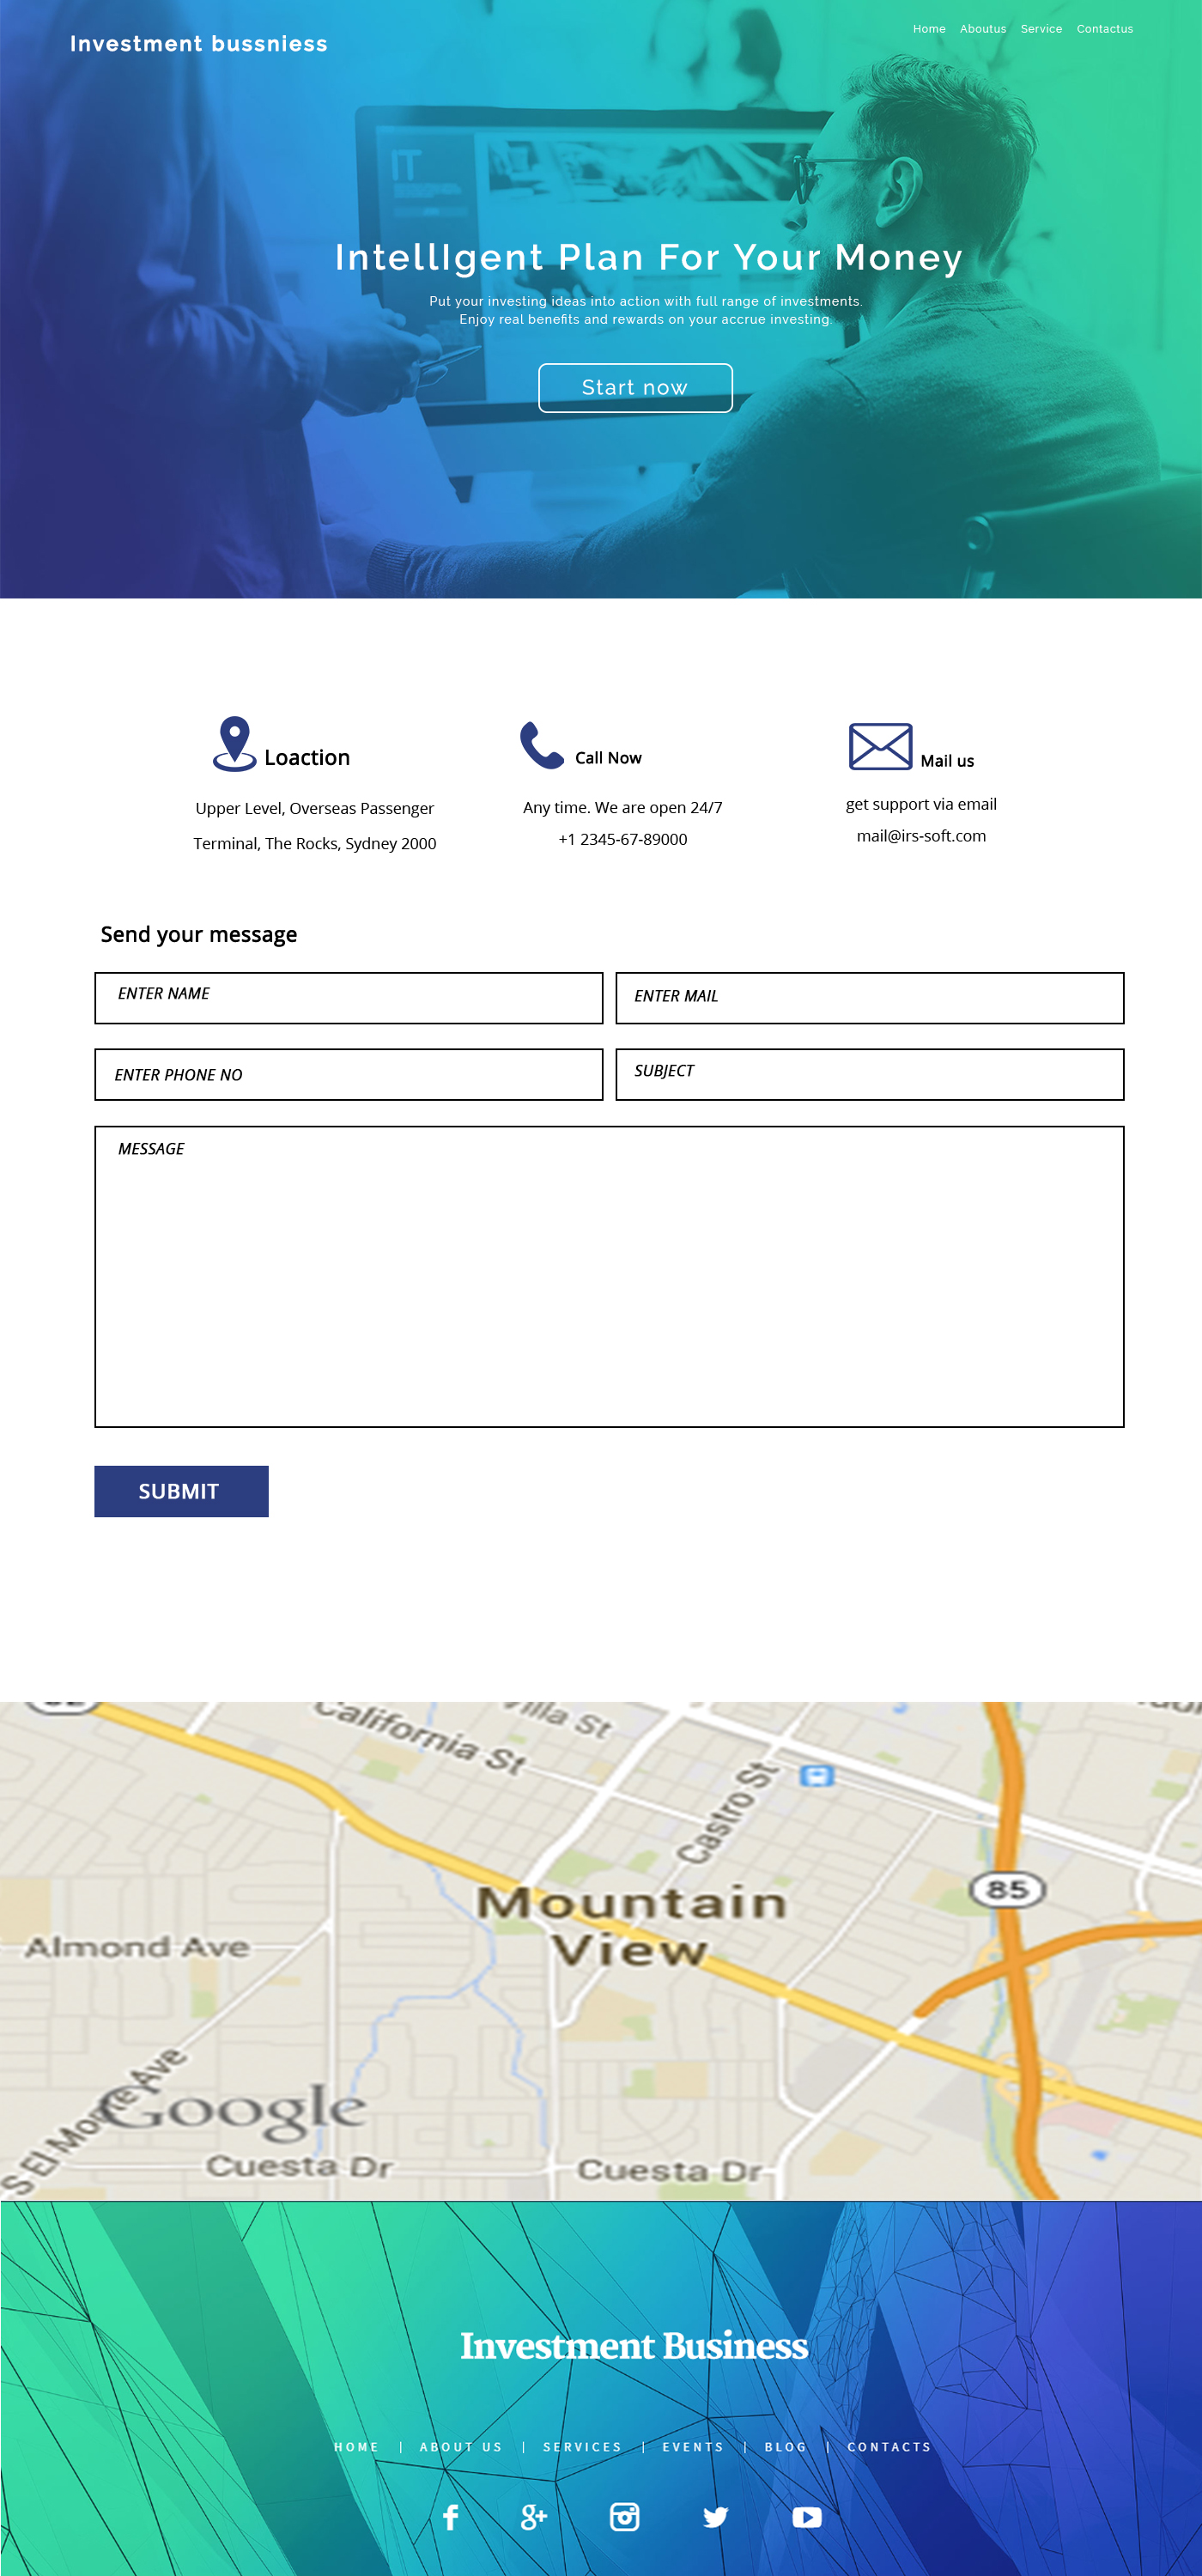 Investment bussniess
Home Aboutus Service Contactus
IT
IntellIgent Plan For Your Money
Put your investing ideas into action with full range of investments.
Enjoy real benefits and rewards on your accrue investing.
Start now
Loaction
Upper Level, Overseas Passenger
Terminal, The Rocks, Sydney 2000
Call Now
Any time. We are open 24/7
+1 2345-67-89000
Mail us
get support via email
mail@irs-soft.com
Send your message
ENTER NAME
ENTER MAIL
ENTER PHONE NO
SUBJECT
MESSAGE
SUBMIT
California St
Villa St
Castro St
85
Mountain
View
Almond Ave
S El Monte Ave
Google
Cuesta Dr
Cuesta Dr
Investment Business
HOME | ABOUT US | SERVICES | EVENTS | BLOG | CONTACTS